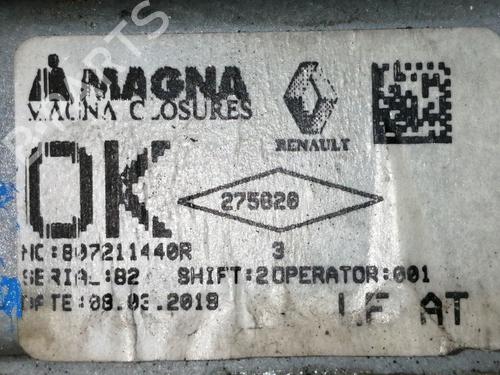 MAGNA
MAGNA CLOSURES
RENAULT
OK
275820
NC:807211440R 3
SERIAL:82 SHIFT:2 OPERATOR:001
DATE:08.03.2018
LF AT